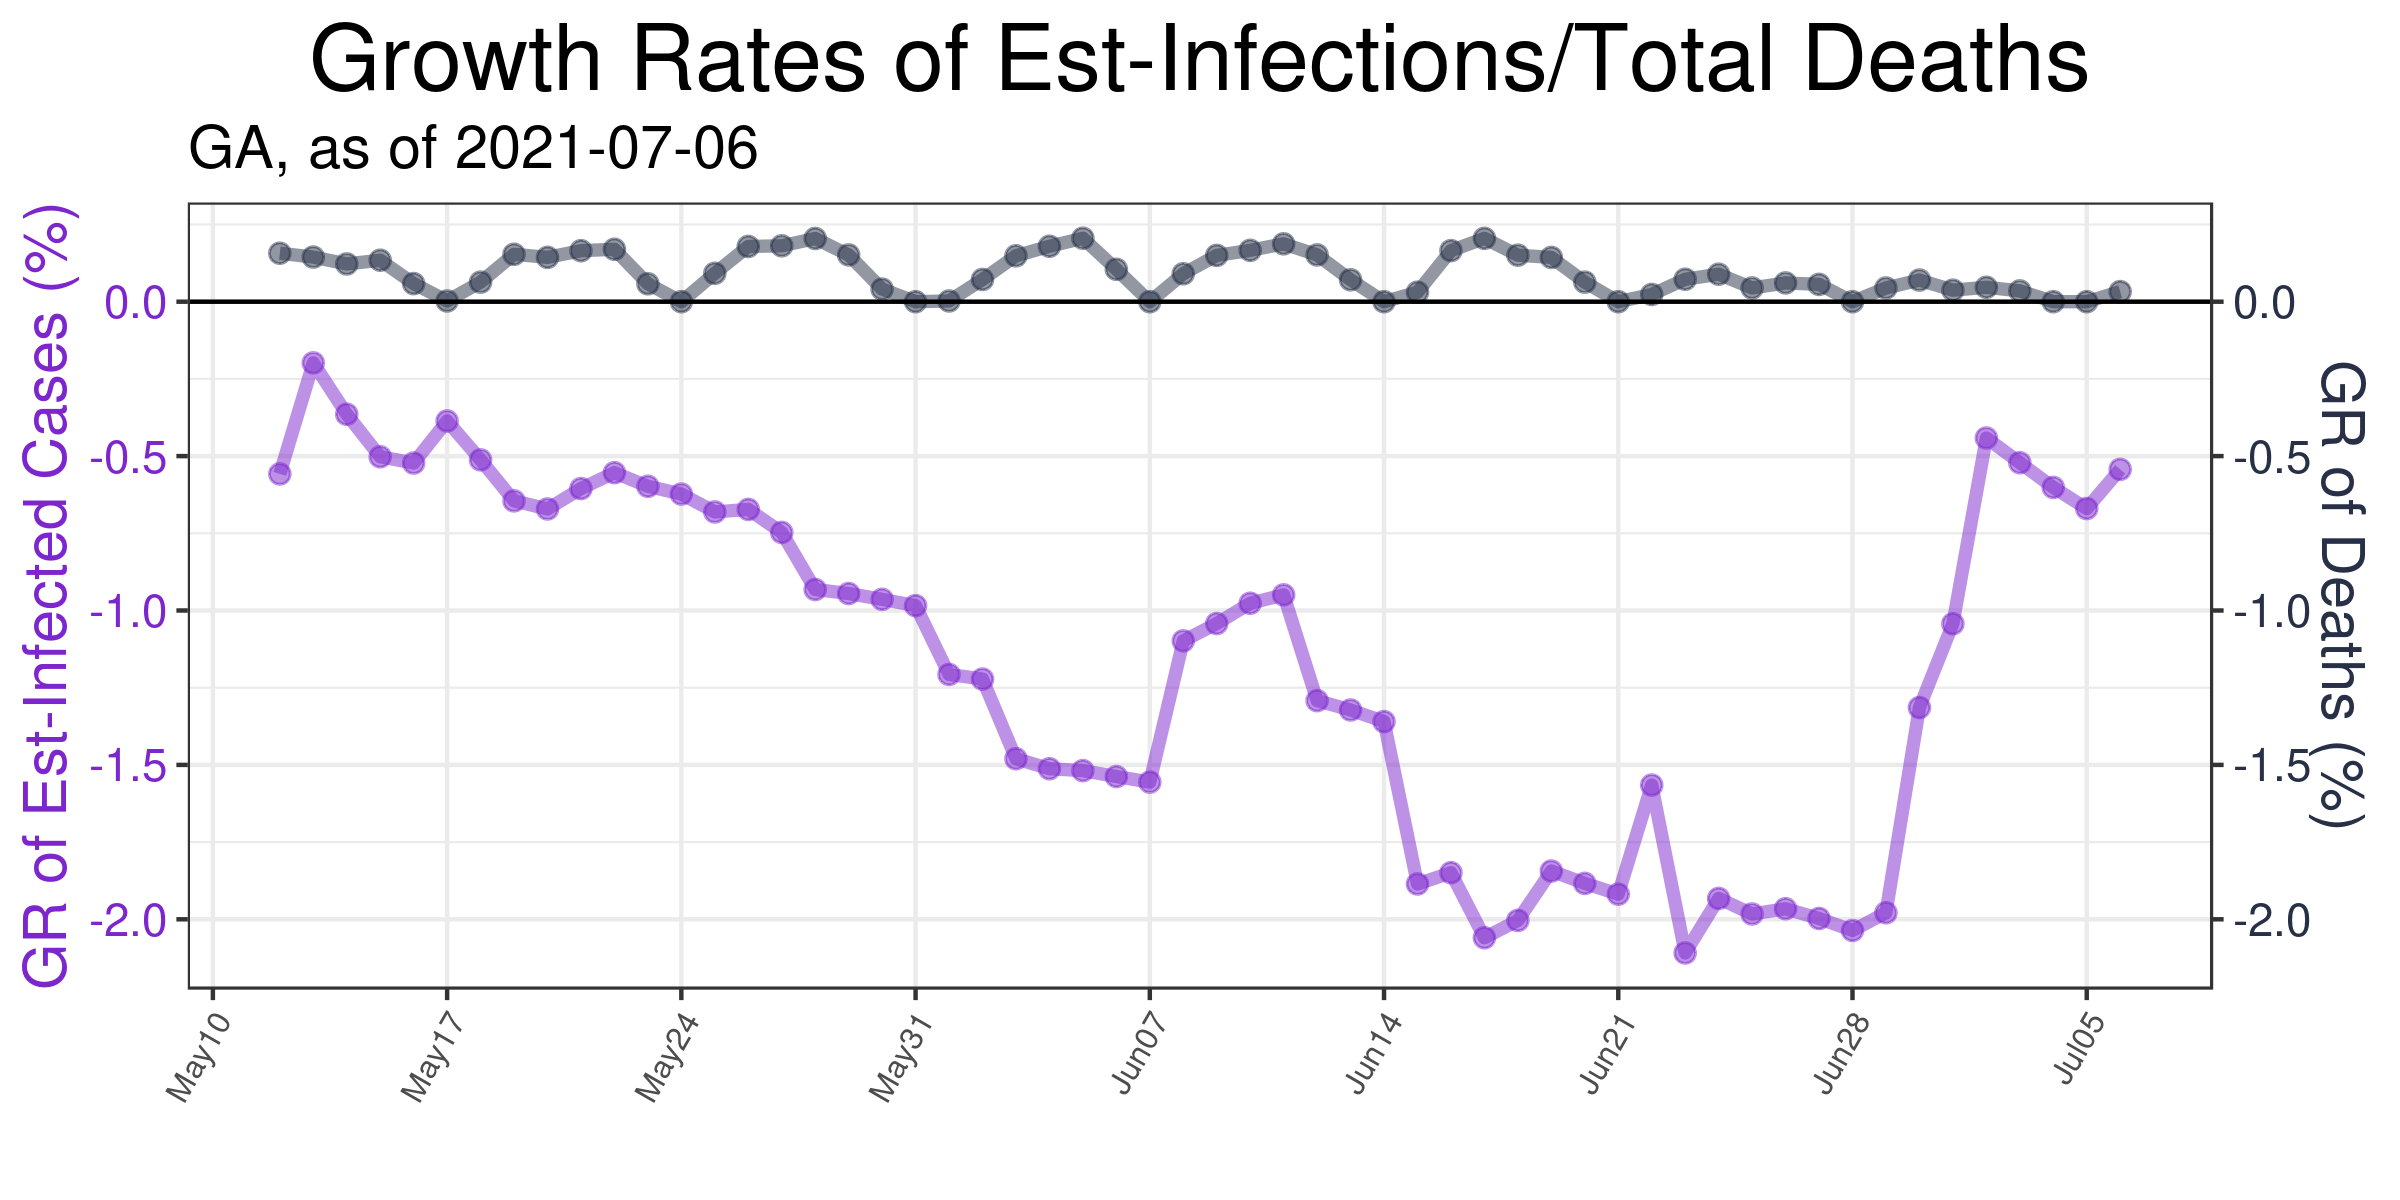 Growth Rates of Est-Infections/Total Deaths
GA, as of 2021-07-06
GR of Est-Infected Cases (%)
0.0
-0.5
-1.0
-1.5
-2.0
0.0
-0.5
-1.0
-1.5
-2.0
GR of Deaths (%)
May10
May17
May24
May31
Jun07
Jun14
Jun21
Jun28
Jul05